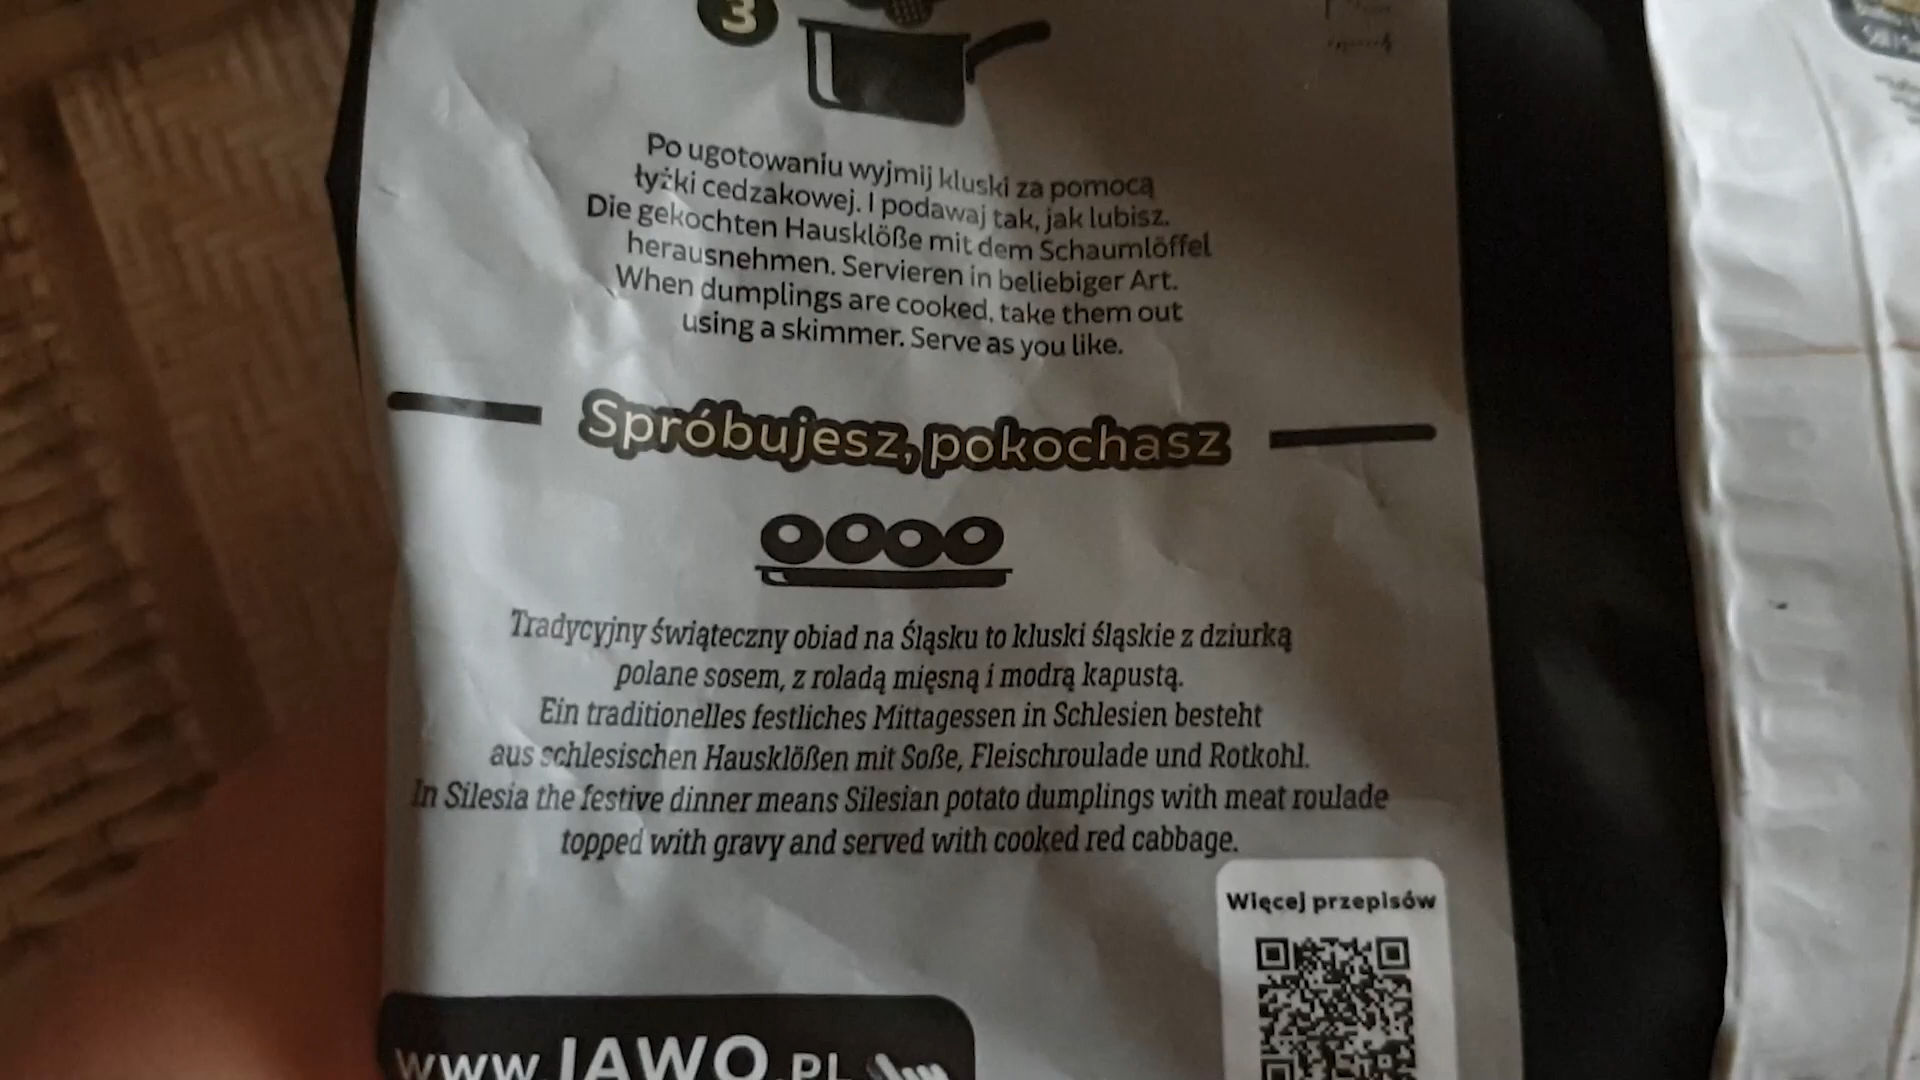 3
Po ugotowaniu wyjmij kluski za pomocą
łyżki cedzakowej. I podawaj tak, jak lubisz.
Die gekochten Hausklöße mit dem Schaumlöffel
herausnehmen. Servieren in beliebiger Art.
When dumplings are cooked, take them out
using a skimmer. Serve as you like.
Spróbujesz, pokochasz
Tradycyjny świąteczny obiad na Śląsku to kluski śląskie z dziurką
polane sosem, z roladą mięsną i modrą kapustą.
Ein traditionelles festliches Mittagessen in Schlesien besteht
aus schlesischen Hausklößen mit Soße, Fleischroulade und Rotkohl.
In Silesia the festive dinner means Silesian potato dumplings with meat roulade
topped with gravy and served with cooked red cabbage.
Więcej przepisów
www.JAWO.PL